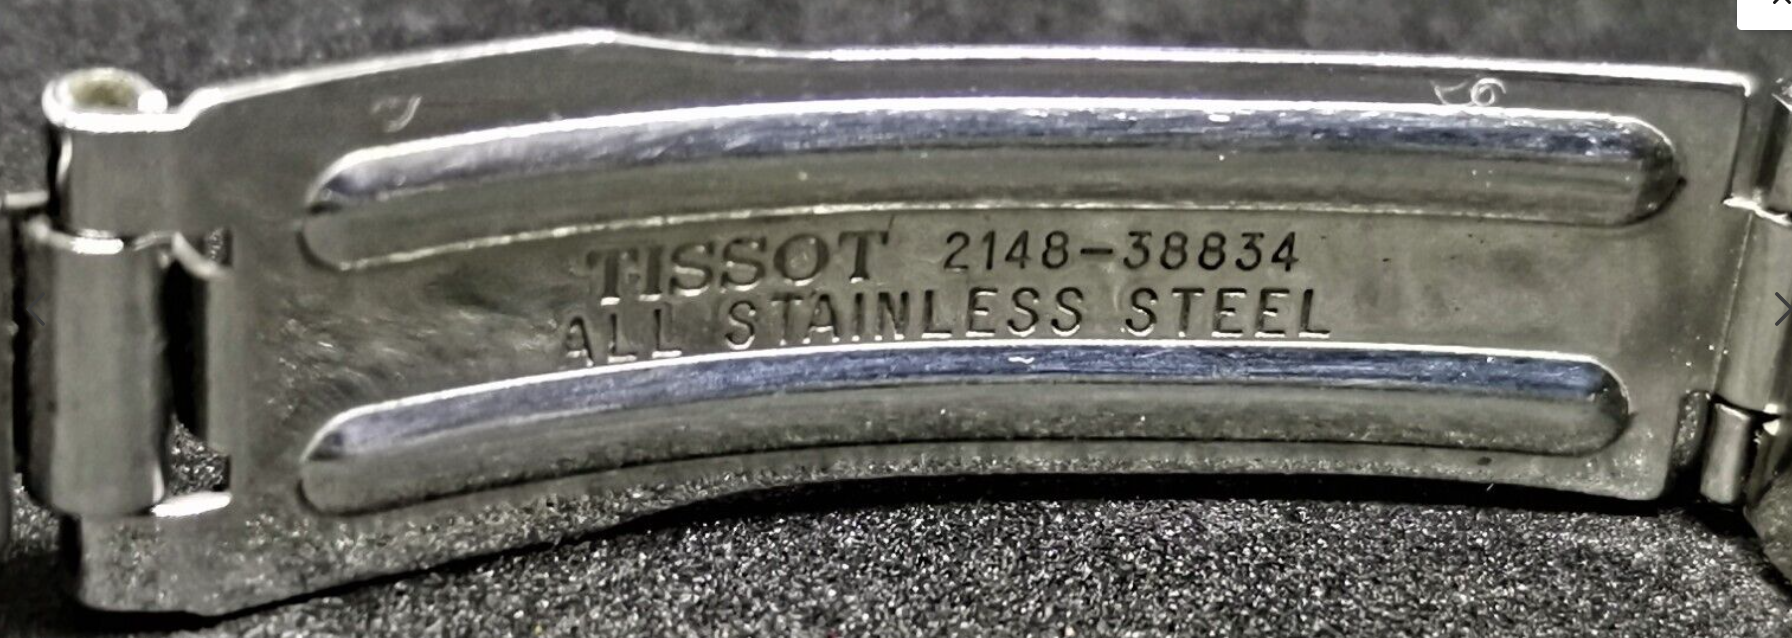 TISSOT 2148-38834
ALL STAINLESS STEEL